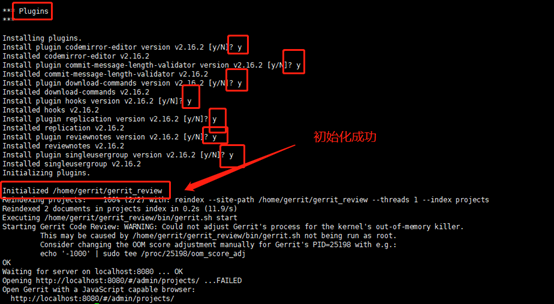 *** Plugins
***
Installing plugins.
Install plugin codemirror-editor version v2.16.2 [y/N]? y
Installed codemirror-editor v2.16.2
Install plugin commit-message-length-validator version v2.16.2 [y/N]? y
Installed commit-message-length-validator v2.16.2
Install plugin download-commands version v2.16.2 [y/N]? y
Installed download-commands v2.16.2
Install plugin hooks version v2.16.2 [y/N]? y
Installed hooks v2.16.2
Install plugin replication version v2.16.2 [y/N]? y
Installed replication v2.16.2
Install plugin reviewnotes version v2.16.2 [y/N]? y
Installed reviewnotes v2.16.2
Install plugin singleusergroup version v2.16.2 [y/N]? y
Installed singleusergroup v2.16.2
Initializing plugins.
初始化成功
Initialized /home/gerrit/gerrit_review
Reindexing projects: 100% (2/2) with: reindex --site-path /home/gerrit/gerrit_review --threads 1 --index projects
Reindexed 2 documents in projects index in 0.2s (11.9/s)
Executing /home/gerrit/gerrit_review/bin/gerrit.sh start
Starting Gerrit Code Review: WARNING: Could not adjust Gerrit's process for the kernel's out-of-memory killer.
This may be caused by /home/gerrit/gerrit_review/bin/gerrit.sh not being run as root.
Consider changing the OOM score adjustment manually for Gerrit's PID=25198 with e.g.:
echo '-1000' | sudo tee /proc/25198/oom_score_adj
OK
Waiting for server on localhost:8080 ... OK
Opening http://localhost:8080/#/admin/projects/ ...FAILED
Open Gerrit with a JavaScript capable browser:
http://localhost:8080/#/admin/projects/